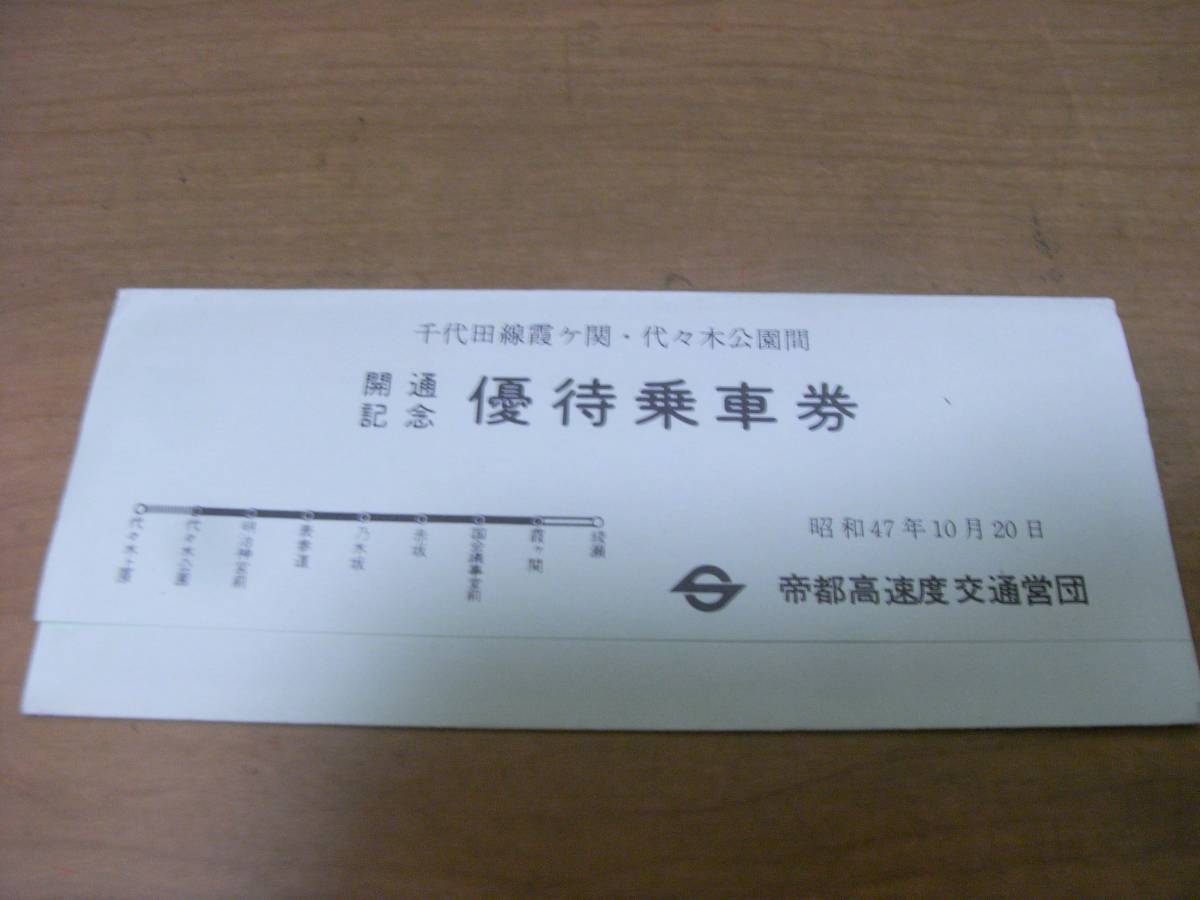 千代田線霞ケ関・代々木公園間
開通
記念
優待乗車券
代々木上原
代々木公園
明治神宮前
表参道
乃木坂
赤坂
国会議事堂前
霞ケ関
綾瀬
昭和47年10月20日
帝都高速度交通営団